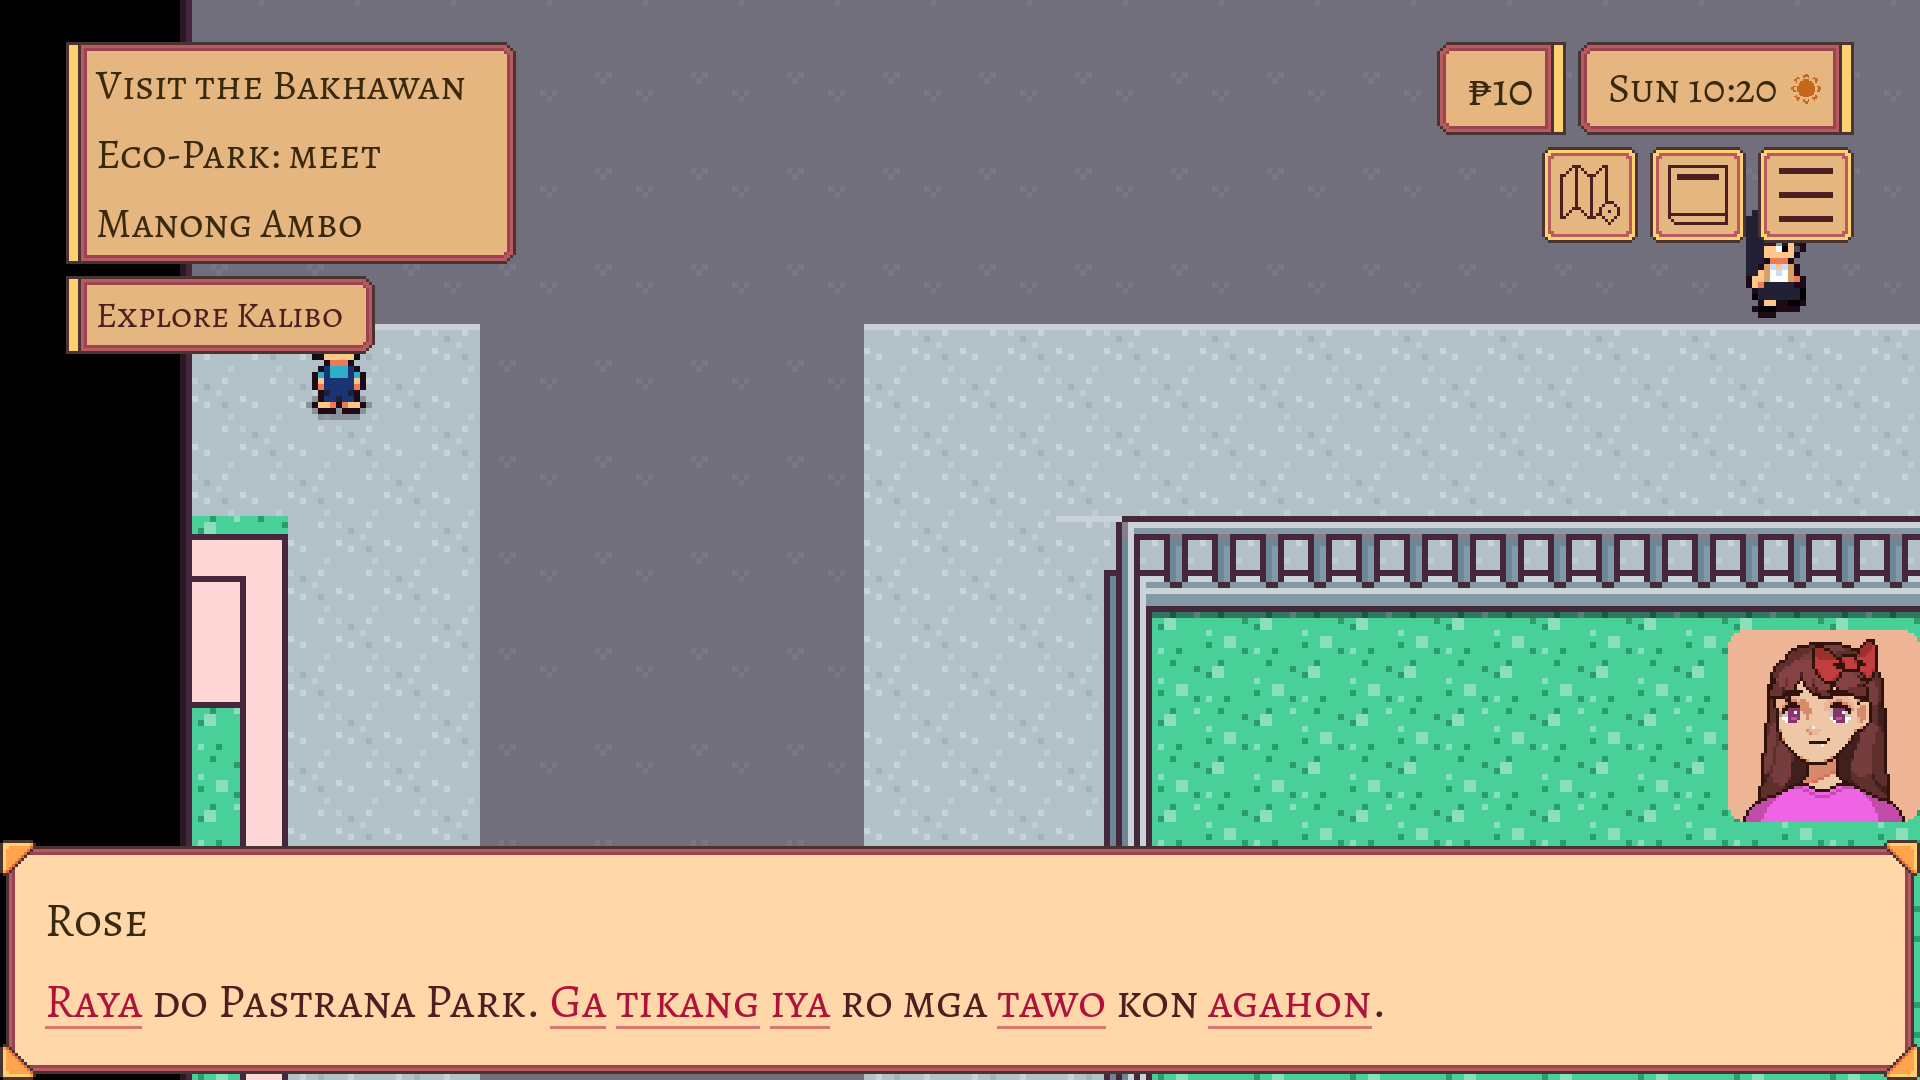 Visit the Bakhawan
Eco-Park: meet
Manong Ambo
Explore Kalibo
₱10
Sun 10:20
Rose
Raya do Pastrana Park. Ga tikang iya ro mga tawo kon agahon.